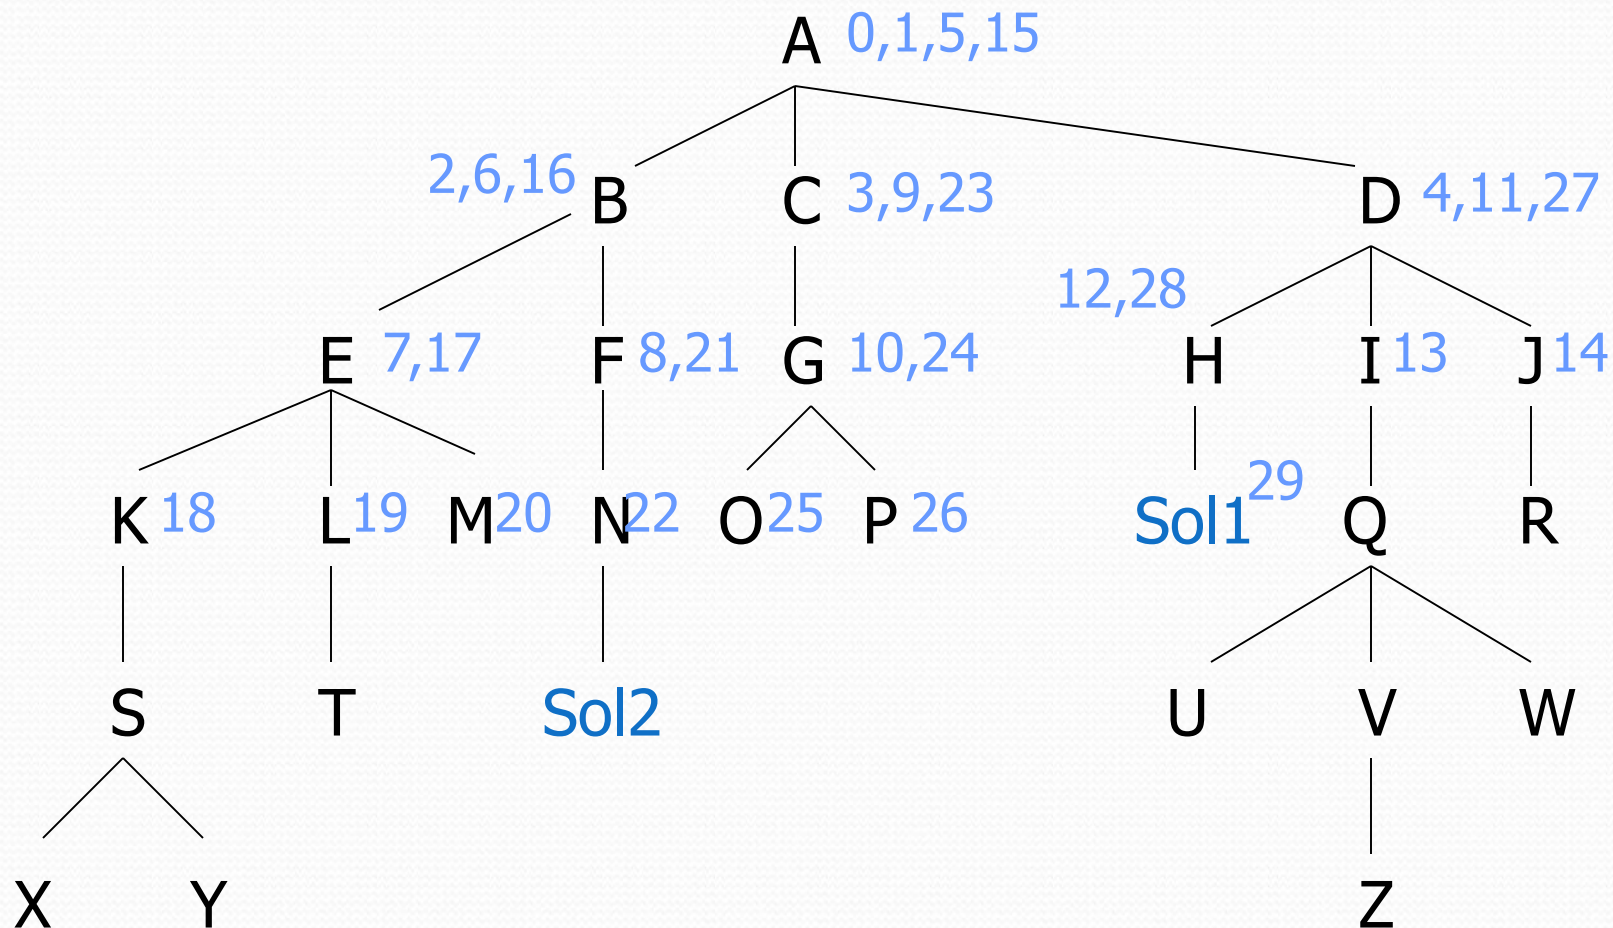 A 0,1,5,15
2,6,16 B C 3,9,23 D 4,11,27
12,28
E 7,17 F 8,21 G 10,24 H I 13 J 14
K 18 L 19 M 20 N 22 O 25 P 26 Sol1 29 Q R
S T Sol2 U V W
X Y Z